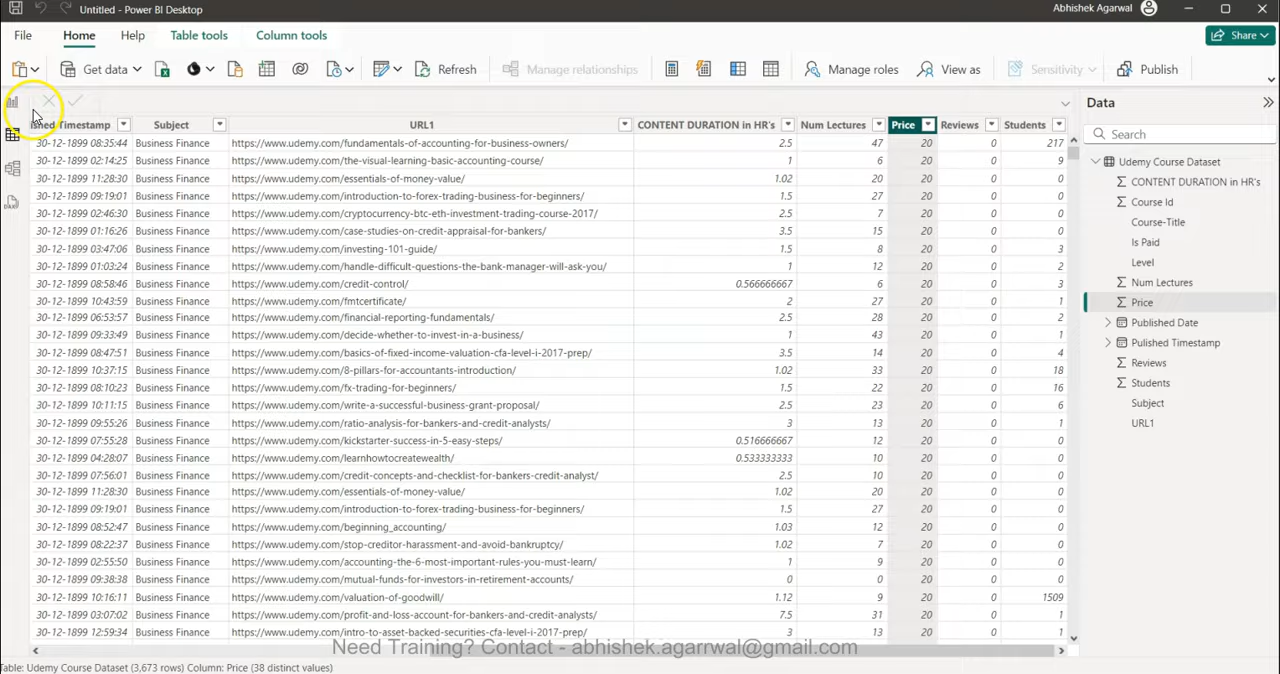 Untitled - Power BI Desktop
Abhishek Agarwal
File Home Help Table tools Column tools
Share
Get data
Refresh
Manage relationships
Manage roles
View as
Sensitivity
Publish
Timestamp Subject URL1 CONTENT DURATION in HR's Num Lectures Price Reviews Students
30-12-1899 08:35:44 Business Finance https://www.udemy.com/fundamentals-of-accounting-for-business-owners/ 2.5 47 20 0 217
30-12-1899 02:14:25 Business Finance https://www.udemy.com/the-visual-learning-basic-accounting-course/ 1 6 20 0 9
30-12-1899 11:28:30 Business Finance https://www.udemy.com/essentials-of-money-value/ 1.02 20 20 0 0
30-12-1899 09:19:01 Business Finance https://www.udemy.com/introduction-to-forex-trading-business-for-beginners/ 1.5 27 20 0 0
30-12-1899 02:46:30 Business Finance https://www.udemy.com/cryptocurrency-btc-eth-investment-trading-course-2017/ 2.5 7 20 0 0
30-12-1899 01:16:26 Business Finance https://www.udemy.com/case-studies-on-credit-appraisal-for-bankers/ 3.5 15 20 0 0
30-12-1899 03:47:06 Business Finance https://www.udemy.com/investing-101-guide/ 1.5 8 20 0 3
30-12-1899 01:03:24 Business Finance https://www.udemy.com/handle-difficult-questions-the-bank-manager-will-ask-you/ 1 12 20 0 0
30-12-1899 08:58:46 Business Finance https://www.udemy.com/credit-control/ 0.566666667 6 20 0 3
30-12-1899 10:43:59 Business Finance https://www.udemy.com/fmtcertificate/ 2 27 20 0 1
30-12-1899 06:53:57 Business Finance https://www.udemy.com/financial-reporting-fundamentals/ 2.5 28 20 0 2
30-12-1899 09:33:49 Business Finance https://www.udemy.com/decide-whether-to-invest-in-a-business/ 1 43 20 0 1
30-12-1899 08:47:51 Business Finance https://www.udemy.com/basics-of-fixed-income-valuation-cfa-level-i-2017-prep/ 3.5 14 20 0 4
30-12-1899 10:37:15 Business Finance https://www.udemy.com/8-pillars-for-accountants-introduction/ 1.02 33 20 0 18
30-12-1899 08:10:23 Business Finance https://www.udemy.com/fx-trading-for-beginners/ 1.5 22 20 0 16
30-12-1899 10:11:15 Business Finance https://www.udemy.com/write-a-successful-business-grant-proposal/ 2.5 23 20 0 6
30-12-1899 09:55:26 Business Finance https://www.udemy.com/ratio-analysis-for-bankers-and-credit-analysts/ 3 13 20 0 1
30-12-1899 07:55:28 Business Finance https://www.udemy.com/kickstarter-success-in-5-easy-steps/ 0.516666667 12 20 0 0
30-12-1899 04:28:07 Business Finance https://www.udemy.com/learnhowtocreatewealth/ 0.533333333 10 20 0 0
30-12-1899 07:56:01 Business Finance https://www.udemy.com/credit-concepts-and-checklist-for-bankers-credit-analyst/ 2.5 10 20 0 0
30-12-1899 11:28:30 Business Finance https://www.udemy.com/essentials-of-money-value/ 1.02 20 20 0 0
30-12-1899 09:19:01 Business Finance https://www.udemy.com/introduction-to-forex-trading-business-for-beginners/ 1.5 27 20 0 0
30-12-1899 08:52:47 Business Finance https://www.udemy.com/beginning_accounting/ 1.03 12 20 0 0
30-12-1899 08:22:37 Business Finance https://www.udemy.com/stop-creditor-harassment-and-avoid-bankruptcy/ 1.02 7 20 0 0
30-12-1899 02:55:50 Business Finance https://www.udemy.com/accounting-the-6-most-important-rules-you-must-learn/ 1 9 20 0 0
30-12-1899 09:38:38 Business Finance https://www.udemy.com/mutual-funds-for-investors-in-retirement-accounts/ 0 0 20 0 0
30-12-1899 10:16:11 Business Finance https://www.udemy.com/valuation-of-goodwill/ 1.12 9 20 0 1509
30-12-1899 03:07:02 Business Finance https://www.udemy.com/profit-and-loss-account-for-bankers-and-credit-analysts/ 7.5 31 20 0 1
30-12-1899 12:59:34 Business Finance https://www.udemy.com/intro-to-asset-backed-securities-cfa-level-i-2017-prep/ 3 13 20 0 1
Data
Search
Udemy Course Dataset
CONTENT DURATION in HR's
Course Id
Course-Title
Is Paid
Level
Num Lectures
Price
Published Date
Pulished Timestamp
Reviews
Students
Subject
URL1
Need Training? Contact - abhishek.agarrwal@gmail.com
Table: Udemy Course Dataset (3,673 rows) Column: Price (38 distinct values)